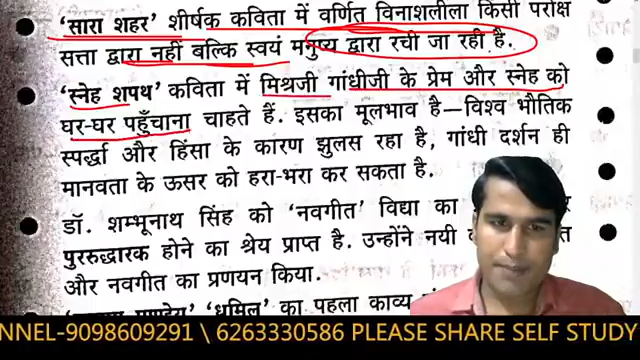 'सारा शहर' शीर्षक कविता में वर्णित विनाशलीला किसी परोक्ष
सत्ता द्वारा नहीं बल्कि स्वयं मनुष्य द्वारा रची जा रही है.
'स्नेह शपथ' कविता में मिश्रजी गांधीजी के प्रेम और स्नेह को
घर-घर पहुँचाना चाहते हैं. इसका मूलभाव है—विश्व भौतिक
स्पर्द्धा और हिंसा के कारण झुलस रहा है, गांधी दर्शन ही
मानवता के ऊसर को हरा-भरा कर सकता है.
डॉ. शम्भूनाथ सिंह को 'नवगीत' विद्या का
पुररुद्धारक होने का श्रेय प्राप्त है. उन्होंने नयी
और नवगीत का प्रणयन किया.
'धूमिल' का पहला काव्य
NNEL-9098609291 \ 6263330586 PLEASE SHARE SELF STUDY